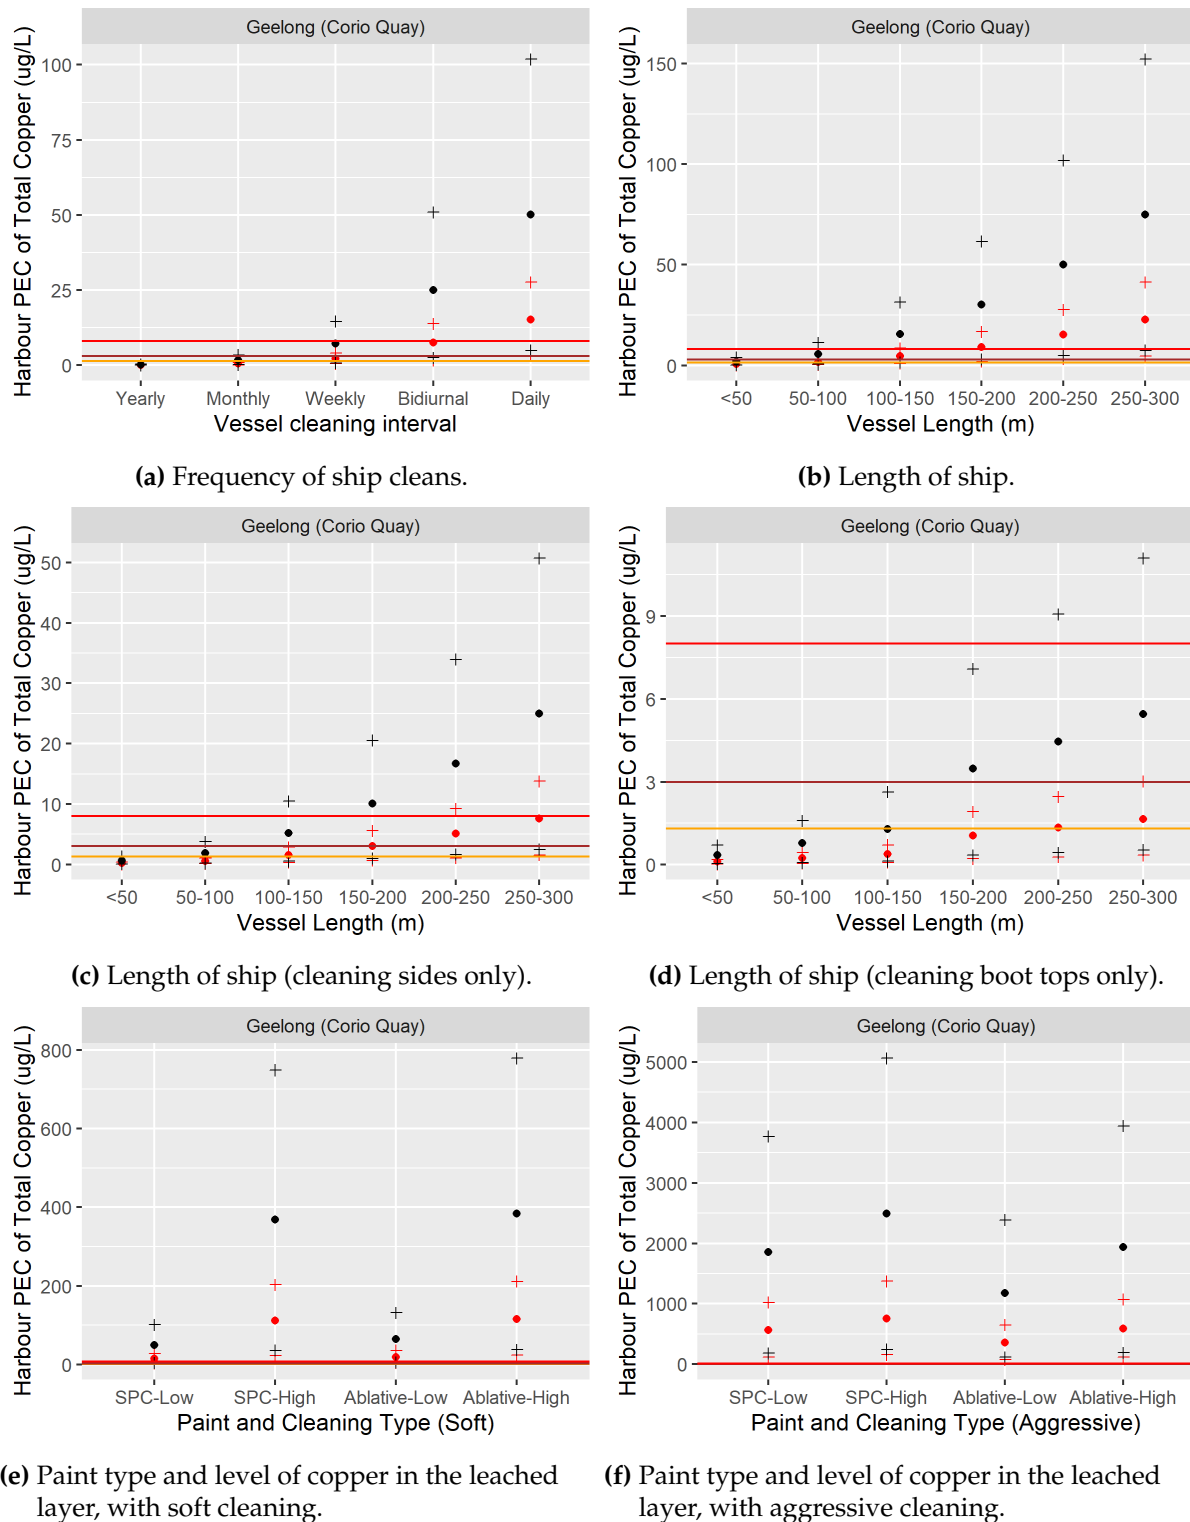 Geelong (Corio Quay)
Harbour PEC of Total Copper (ug/L)
100
75
50
25
0
Yearly Monthly Weekly Bidiurnal Daily
Vessel cleaning interval
(a) Frequency of ship cleans.
Geelong (Corio Quay)
Harbour PEC of Total Copper (ug/L)
150
100
50
0
<50 50-100 100-150 150-200 200-250 250-300
Vessel Length (m)
(b) Length of ship.
Geelong (Corio Quay)
Harbour PEC of Total Copper (ug/L)
50
40
30
20
10
0
<50 50-100 100-150 150-200 200-250 250-300
Vessel Length (m)
(c) Length of ship (cleaning sides only).
Geelong (Corio Quay)
Harbour PEC of Total Copper (ug/L)
9
6
3
0
<50 50-100 100-150 150-200 200-250 250-300
Vessel Length (m)
(d) Length of ship (cleaning boot tops only).
Geelong (Corio Quay)
Harbour PEC of Total Copper (ug/L)
800
600
400
200
0
SPC-Low SPC-High Ablative-Low Ablative-High
Paint and Cleaning Type (Soft)
(e) Paint type and level of copper in the leached
layer, with soft cleaning.
Geelong (Corio Quay)
Harbour PEC of Total Copper (ug/L)
5000
4000
3000
2000
1000
0
SPC-Low SPC-High Ablative-Low Ablative-High
Paint and Cleaning Type (Aggressive)
(f) Paint type and level of copper in the leached
layer, with aggressive cleaning.